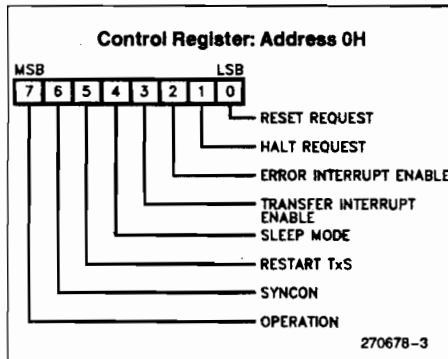 Control Register: Address 0H
MSB LSB
7 6 5 4 3 2 1 0
RESET REQUEST
HALT REQUEST
ERROR INTERRUPT ENABLE
TRANSFER INTERRUPT
ENABLE
SLEEP MODE
RESTART TxS
SYNCON
OPERATION
270678-3